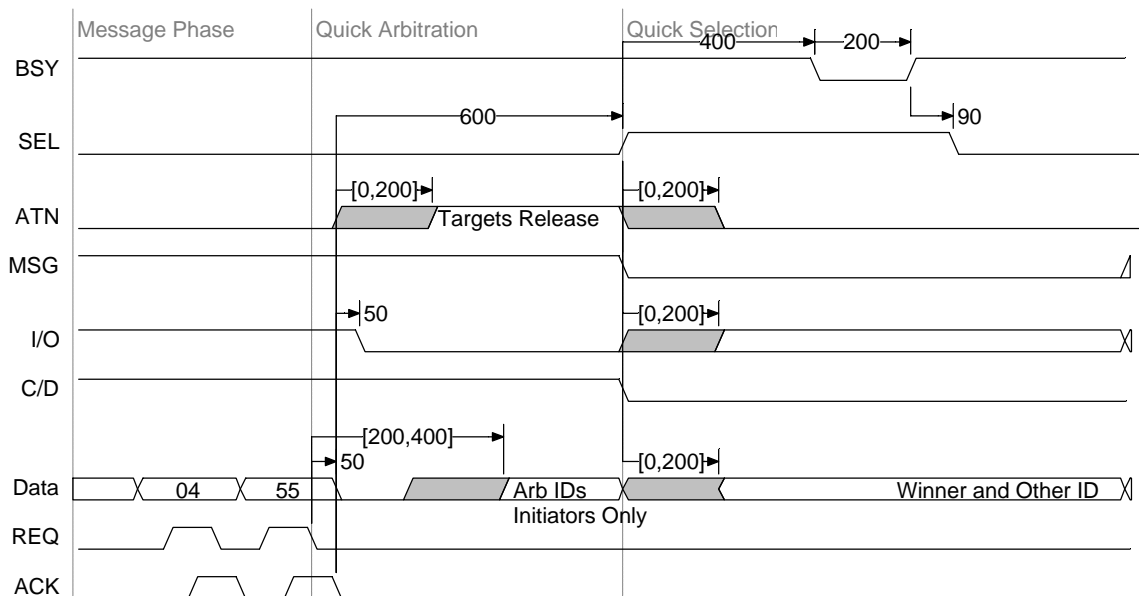 Message Phase
Quick Arbitration
Quick Selection
400
200
BSY
600
90
SEL
[0,200]
[0,200]
ATN
Targets Release
MSG
50
[0,200]
I/O
C/D
[200,400]
50
[0,200]
Data
04
55
Arb IDs
Winner and Other ID
Initiators Only
REQ
ACK